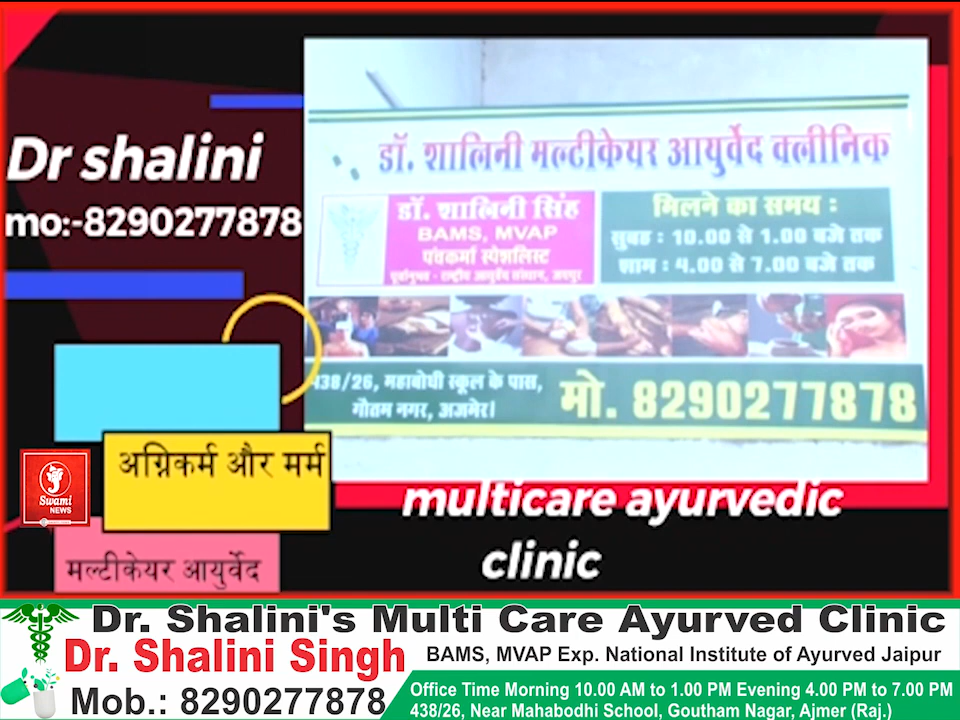 Dr shalini
mo:-8290277878
डॉ. शालिनी मल्टीकेयर आयुर्वेद क्लीनिक
डॉ. शालिनी सिंह
BAMS, MVAP
पंचकर्मा स्पेशलिस्ट
राष्ट्रीय आयुर्वेद संस्थान, जयपुर
मिलने का समय :
सुबह : 10.00 से 1.00 बजे तक
शाम : 4.00 से 7.00 बजे तक
438/26, महाबोधी स्कूल के पास,
गौतम नगर, अजमेर।
मो. 8290277878
अग्निकर्म और मर्म
Swami
NEWS
मल्टीकेयर आयुर्वेद
multicare ayurvedic
clinic
Dr. Shalini's Multi Care Ayurved Clinic
Dr. Shalini Singh
BAMS, MVAP Exp. National Institute of Ayurved Jaipur
Mob.: 8290277878
Office Time Morning 10.00 AM to 1.00 PM Evening 4.00 PM to 7.00 PM
438/26, Near Mahabodhi School, Goutham Nagar, Ajmer (Raj.)